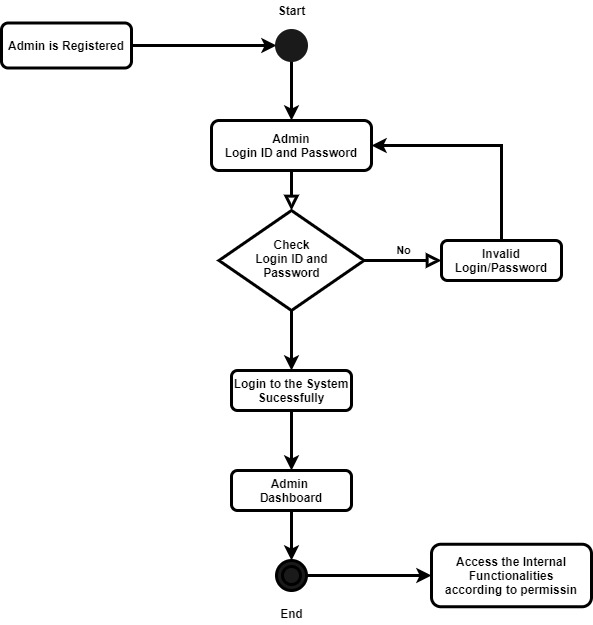 Start
Admin is Registered
Admin
Login ID and Password
Check
Login ID and
Password
No
Invalid
Login/Password
Login to the System
Sucessfully
Admin
Dashboard
Access the Internal
Functionalities
according to permissin
End